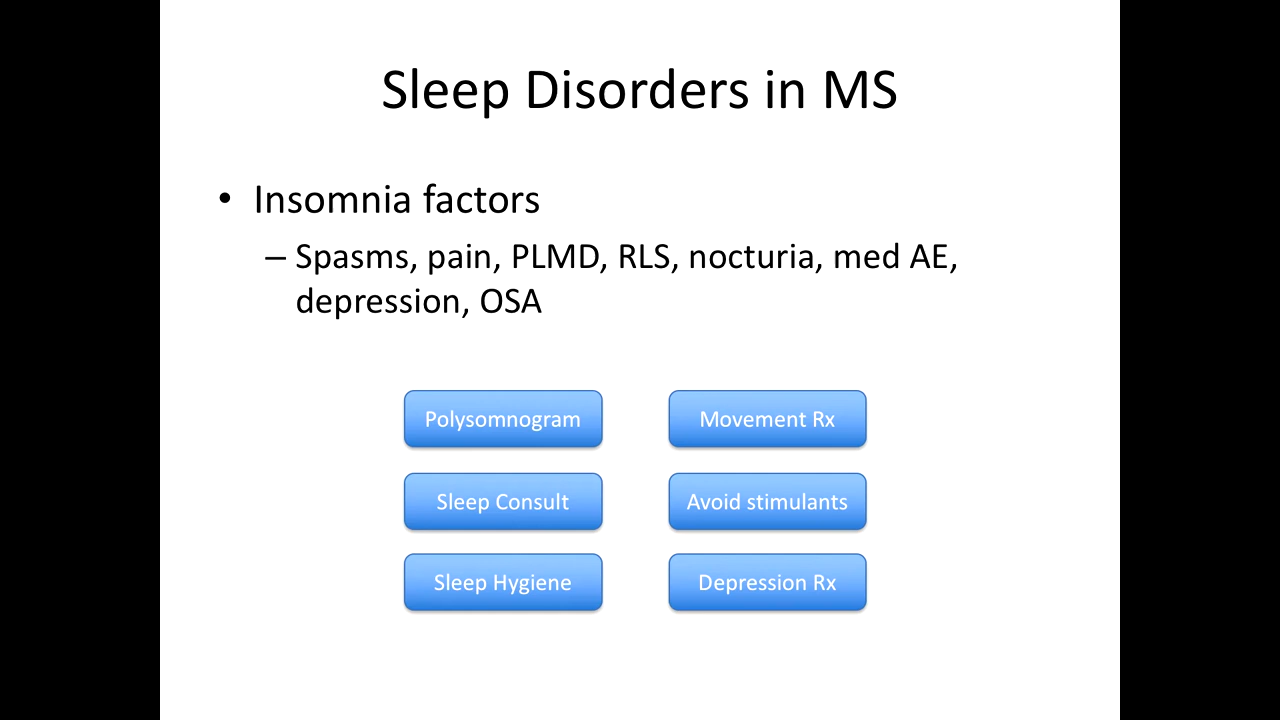 Sleep Disorders in MS
• Insomnia factors
– Spasms, pain, PLMD, RLS, nocturia, med AE,
depression, OSA
Polysomnogram
Movement Rx
Sleep Consult
Avoid stimulants
Sleep Hygiene
Depression Rx